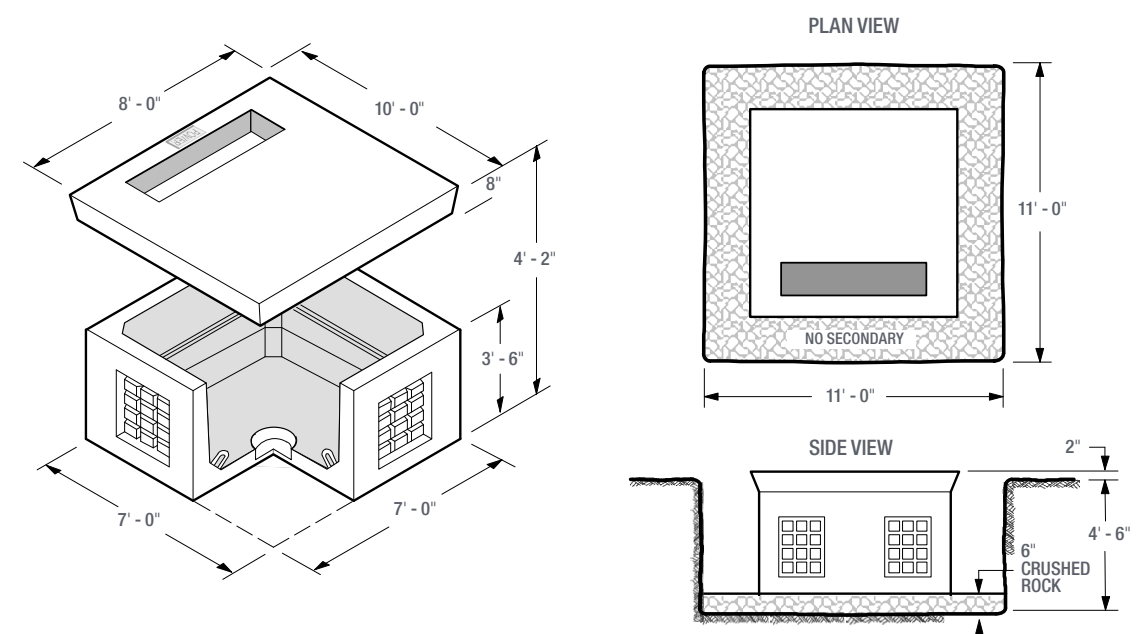 8' - 0"
10' - 0"
POWER
8"
4' - 2"
3' - 6"
7' - 0"
7' - 0"
PLAN VIEW
11' - 0"
NO SECONDARY
11' - 0"
SIDE VIEW
2"
4' - 6"
6"
CRUSHED
ROCK